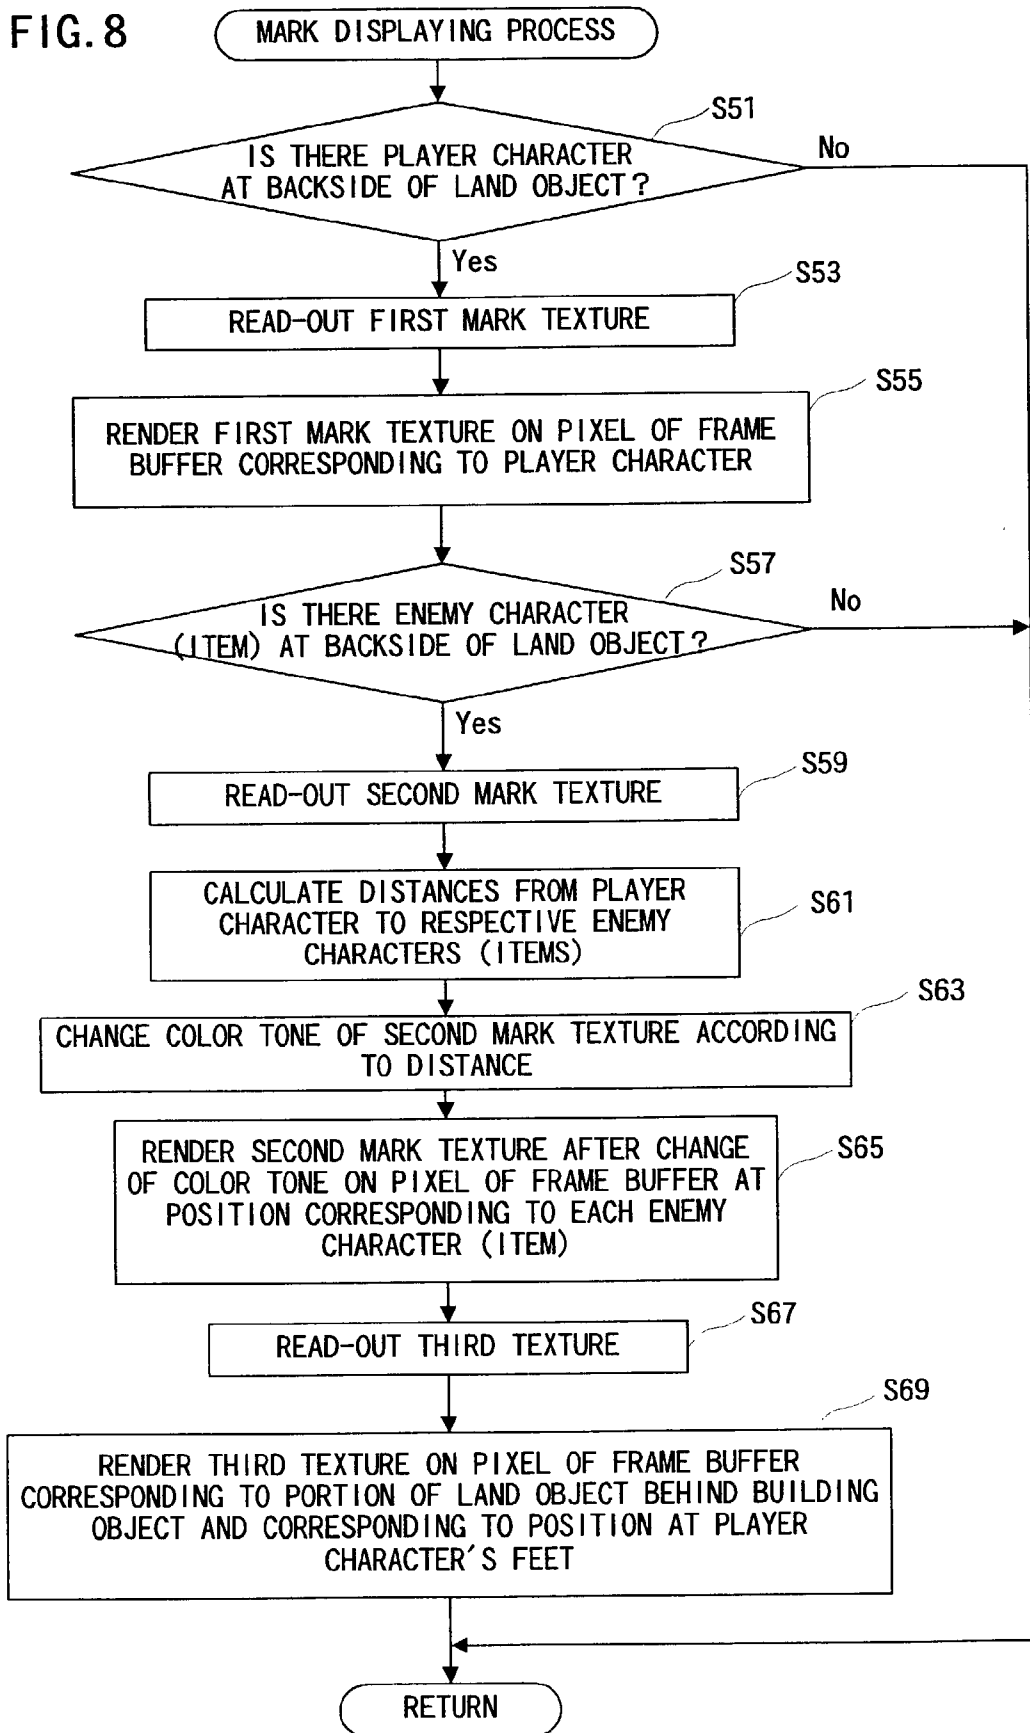 FIG. 8
MARK DISPLAYING PROCESS
S51
IS THERE PLAYER CHARACTER
AT BACKSIDE OF LAND OBJECT?
No
Yes
S53
READ-OUT FIRST MARK TEXTURE
S55
RENDER FIRST MARK TEXTURE ON PIXEL OF FRAME
BUFFER CORRESPONDING TO PLAYER CHARACTER
S57
IS THERE ENEMY CHARACTER
(ITEM) AT BACKSIDE OF LAND OBJECT?
No
Yes
S59
READ-OUT SECOND MARK TEXTURE
CALCULATE DISTANCES FROM PLAYER
CHARACTER TO RESPECTIVE ENEMY
CHARACTERS (ITEMS)
S61
S63
CHANGE COLOR TONE OF SECOND MARK TEXTURE ACCORDING
TO DISTANCE
RENDER SECOND MARK TEXTURE AFTER CHANGE
OF COLOR TONE ON PIXEL OF FRAME BUFFER AT
POSITION CORRESPONDING TO EACH ENEMY
CHARACTER (ITEM)
S65
S67
READ-OUT THIRD TEXTURE
S69
RENDER THIRD TEXTURE ON PIXEL OF FRAME BUFFER
CORRESPONDING TO PORTION OF LAND OBJECT BEHIND BUILDING
OBJECT AND CORRESPONDING TO POSITION AT PLAYER
CHARACTER'S FEET
RETURN